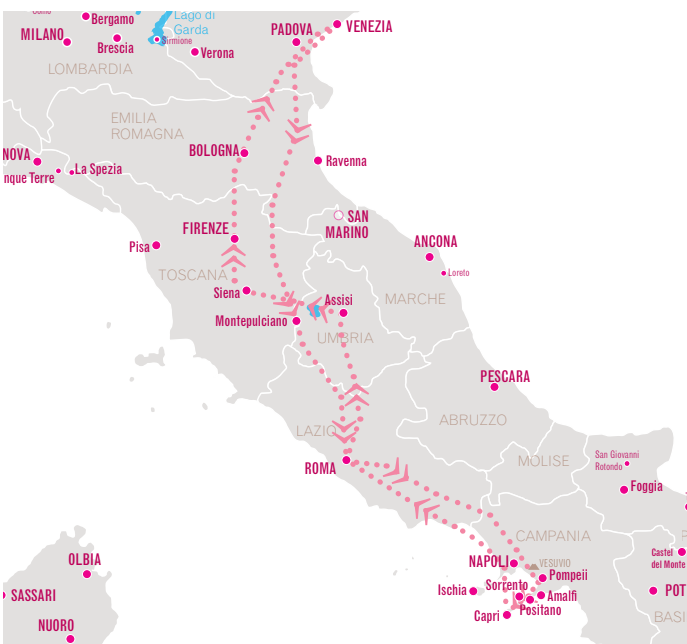 Lago di
Garda
Bergamo
MILANO
Brescia
Sirmione
Verona
PADOVA
VENEZIA
LOMBARDIA
EMILIA
ROMAGNA
BOLOGNA
NOVA
La Spezia
nque Terre
Ravenna
SAN
MARINO
FIRENZE
Pisa
ANCONA
Loreto
TOSCANA
Siena
Assisi
MARCHE
Montepulciano
UMBRIA
PESCARA
ABRUZZO
LAZIO
ROMA
MOLISE
San Giovanni
Rotondo
Foggia
CAMPANIA
NAPOLI
VESUVIO
Pompeii
Castel
del Monte
OLBIA
Ischia
Sorrento
Amalfi
Positano
Capri
POT
SASSARI
NUORO
BASI